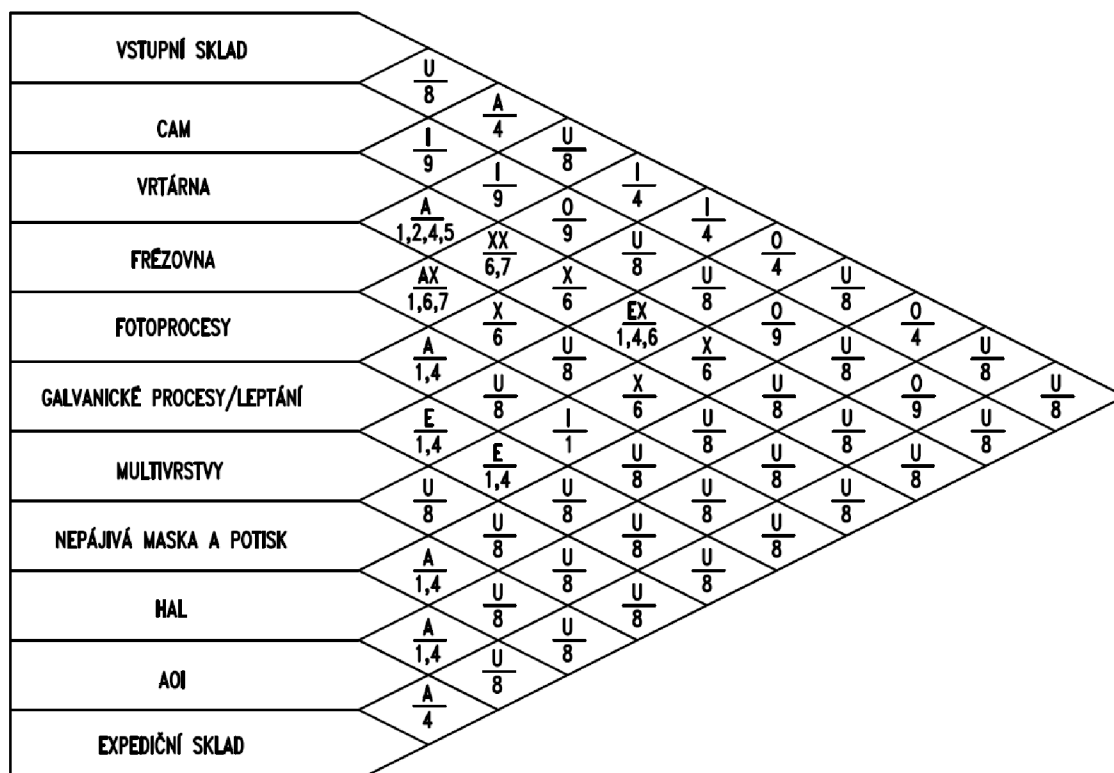 VSTUPNÍ SKLAD
CAM
VRTÁRNA
FRÉZOVNA
FOTOPROCESY
GALVANICKÉ PROCESY/LEPTÁNÍ
MULTIVRSTVY
NEPÁJIVÁ MASKA A POTISK
HAL
AOI
EXPEDIČNÍ SKLAD
U
8
I
9
A
1,2,4,5
AX
1,6,7
A
1,4
E
1,4
U
8
A
1,4
A
1,4
A
4
A
4
I
9
XX
6,7
X
6
U
8
E
1,4
U
8
U
8
U
8
U
8
O
9
X
6
U
8
I
1
U
8
U
8
U
8
I
4
U
8
EX
1,4,6
X
6
U
8
U
8
U
8
I
4
U
8
X
6
U
8
U
8
U
8
O
4
O
9
U
8
U
8
U
8
U
8
U
8
U
8
U
8
O
4
O
9
U
8
U
8
U
8
U
8